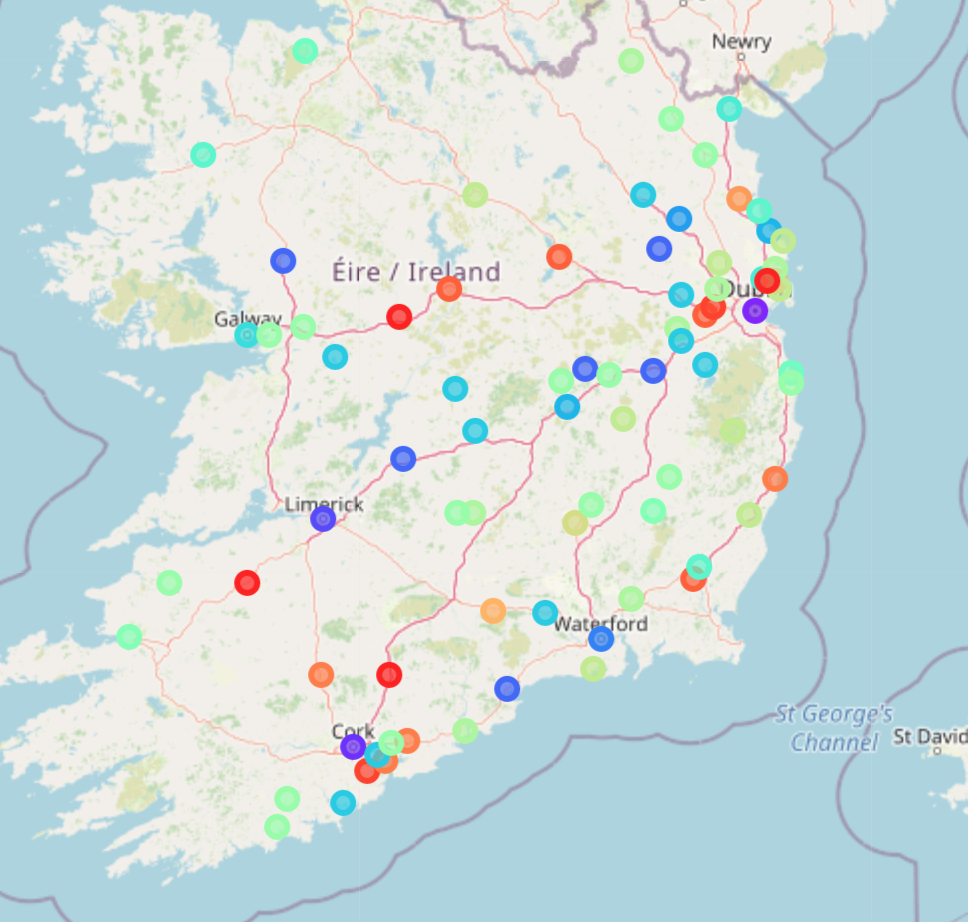 Newry
Éire / Ireland
Dublin
Galway
Limerick
Waterford
Cork
St George's
Channel
St David